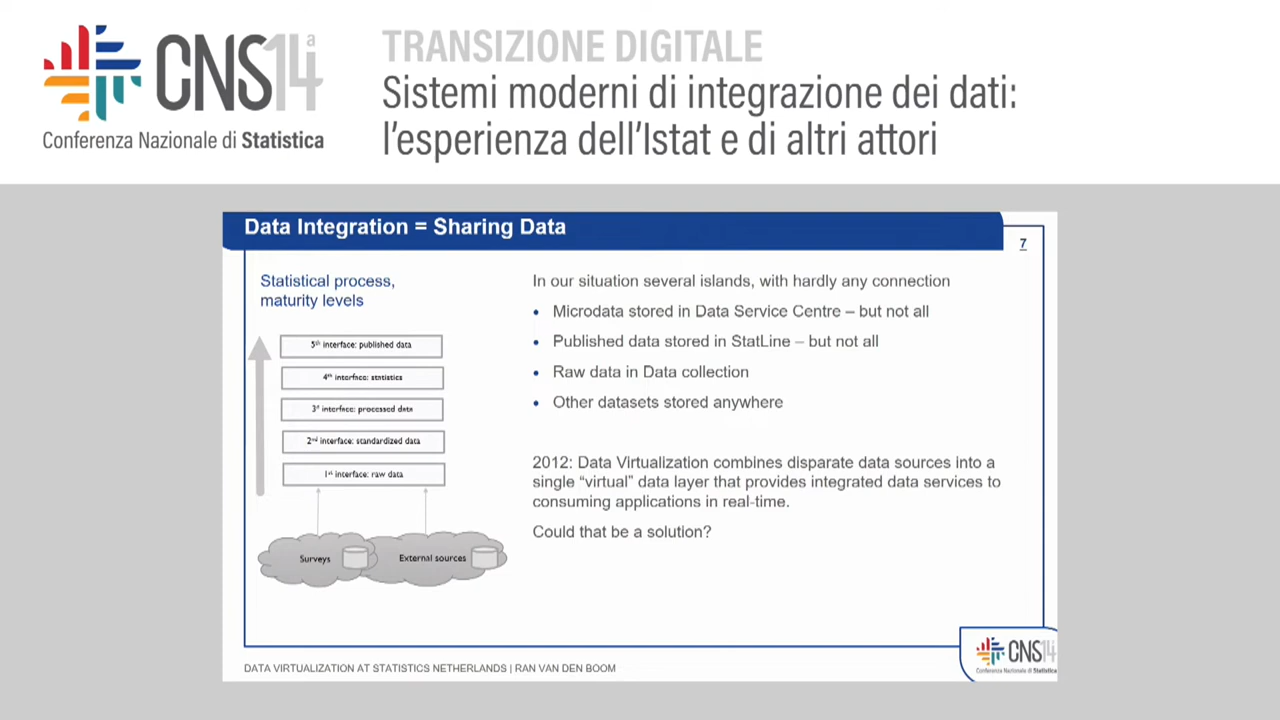 CNS14ª
Conferenza Nazionale di Statistica
TRANSIZIONE DIGITALE
Sistemi moderni di integrazione dei dati:
l’esperienza dell’Istat e di altri attori
Data Integration = Sharing Data
7
Statistical process,
maturity levels
5th interface: published data
4th interface: statistics
3d interface: processed data
2nd interface: standardized data
1st interface: raw data
Surveys
External sources
In our situation several islands, with hardly any connection
• Microdata stored in Data Service Centre – but not all
• Published data stored in StatLine – but not all
• Raw data in Data collection
• Other datasets stored anywhere
2012: Data Virtualization combines disparate data sources into a
single “virtual” data layer that provides integrated data services to
consuming applications in real-time.
Could that be a solution?
DATA VIRTUALIZATION AT STATISTICS NETHERLANDS | RAN VAN DEN BOOM
CNS14
Conferenza Nazionale di Statistica